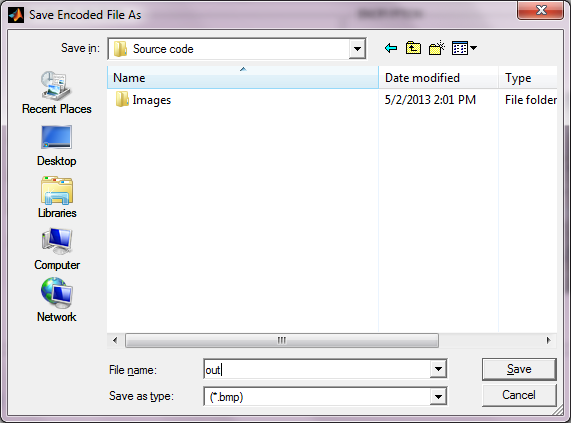 Save Encoded File As
Save in: Source code
Name Date modified Type
Images 5/2/2013 2:01 PM File folder
Recent Places
Desktop
Libraries
Computer
Network
File name: out Save
Save as type: (*.bmp) Cancel